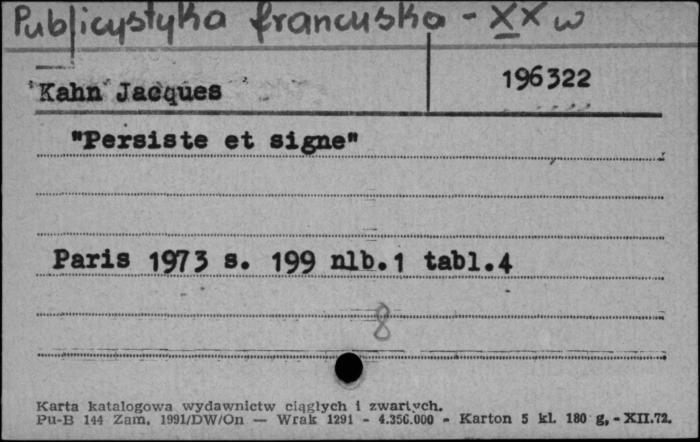 Publicystyka francuska - XX w
Kahn Jacques 196322
"Persiste et signe"
Paris 1973 s. 199 nlb.1 tabl.4
8
Karta katalogowa wydawnictw ciągłych i zwartych.
Pu-B 144 Zam. 1991/DW/On — Wrak 1291 - 4.356.000 - Karton 5 kl. 180 g, - XII.72.